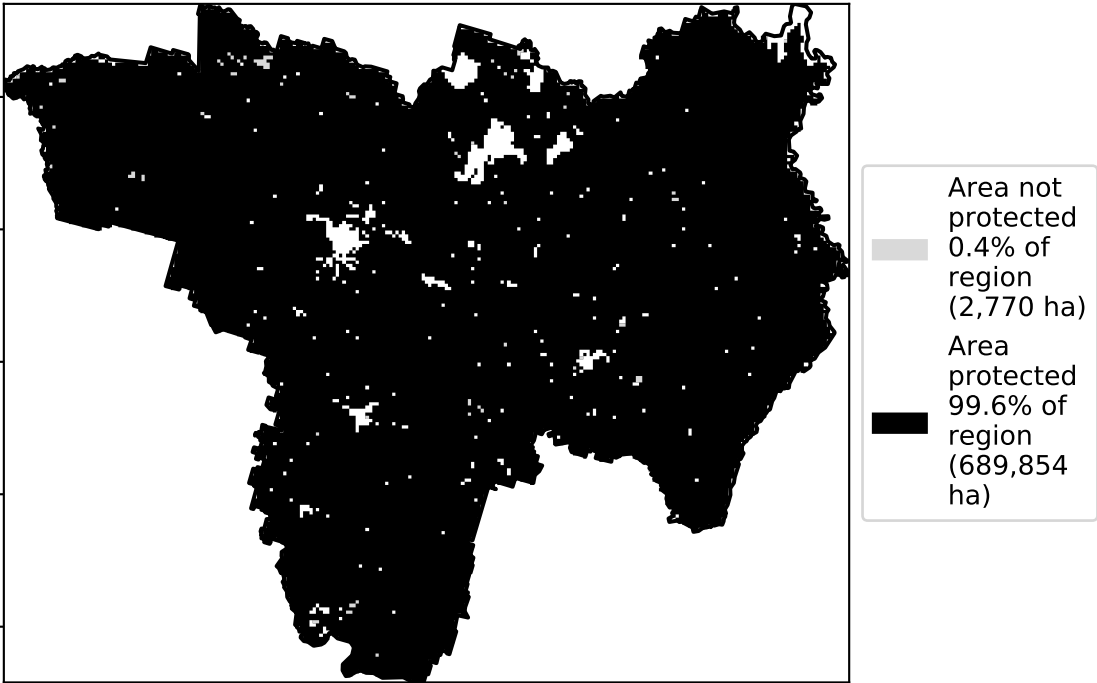 Area not
protected
0.4% of
region
(2,770 ha)
Area
protected
99.6% of
region
(689,854
ha)